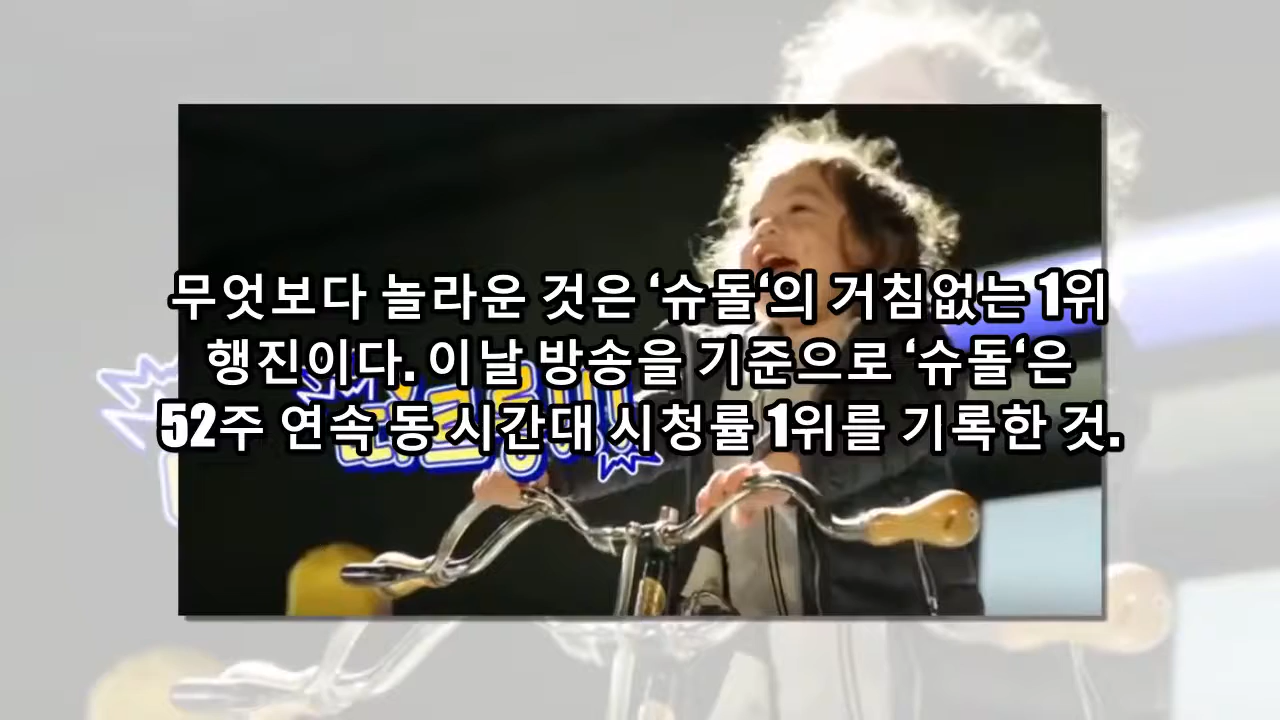 무엇보다 놀라운 것은 ‘슈돌‘의 거침없는 1위
행진이다. 이날 방송을 기준으로 ‘슈돌‘은
52주 연속 동 시간대 시청률 1위를 기록한 것.